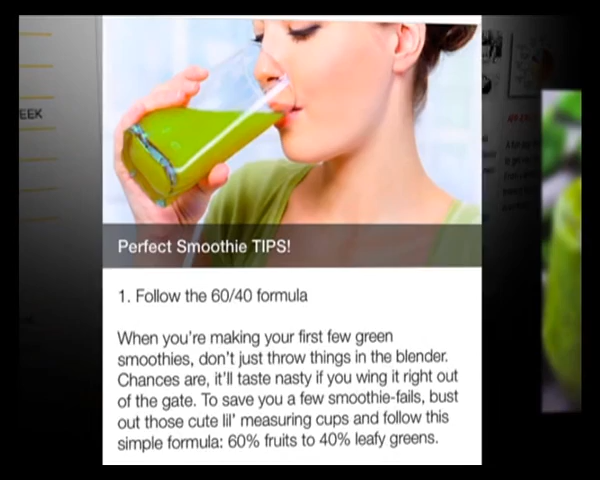 EEK
Perfect Smoothie TIPS!
1. Follow the 60/40 formula
When you're making your first few green
smoothies, don't just throw things in the blender.
Chances are, it'll taste nasty if you wing it right out
of the gate. To save you a few smoothie-fails, bust
out those cute lil' measuring cups and follow this
simple formula: 60% fruits to 40% leafy greens.